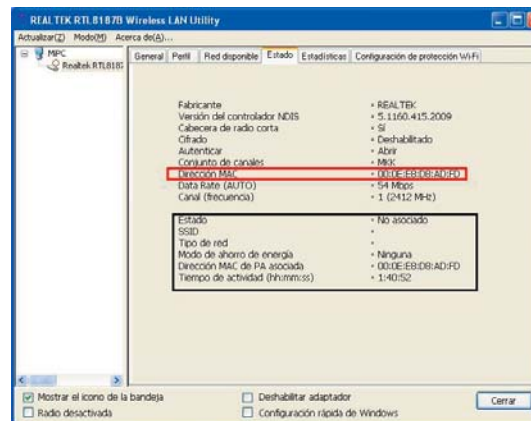 REALTEK RTL8187B Wireless LAN Utility
Actualizar(Z) Modo(M) Acerca de(A)...
MiPC
Realtek RTL8187
General Perfil Red disponible Estado Estadísticas Configuración de protección Wi-Fi
Fabricante • REALTEK
Versión del controlador NDIS • 5.1160.415.2009
Cabecera de radio corta • Sí
Cifrado • Deshabilitado
Autenticar • Abrir
Conjunto de canales • MKK
Dirección MAC • 00:0E:E8:DB:AD:FD
Data Rate (AUTO) • 54 Mbps
Canal (frecuencia) • 1 (2412 MHz)
Estado • No asociado
SSID •
Tipo de red •
Modo de ahorro de energía • Ninguna
Dirección MAC de PA asociada • 00:0E:E8:DB:AD:FD
Tiempo de actividad (hh:mm:ss) • 1:40:52
Mostrar el icono de la bandeja Deshabilitar adaptador Cerrar
Radio desactivada Configuración rápida de Windows